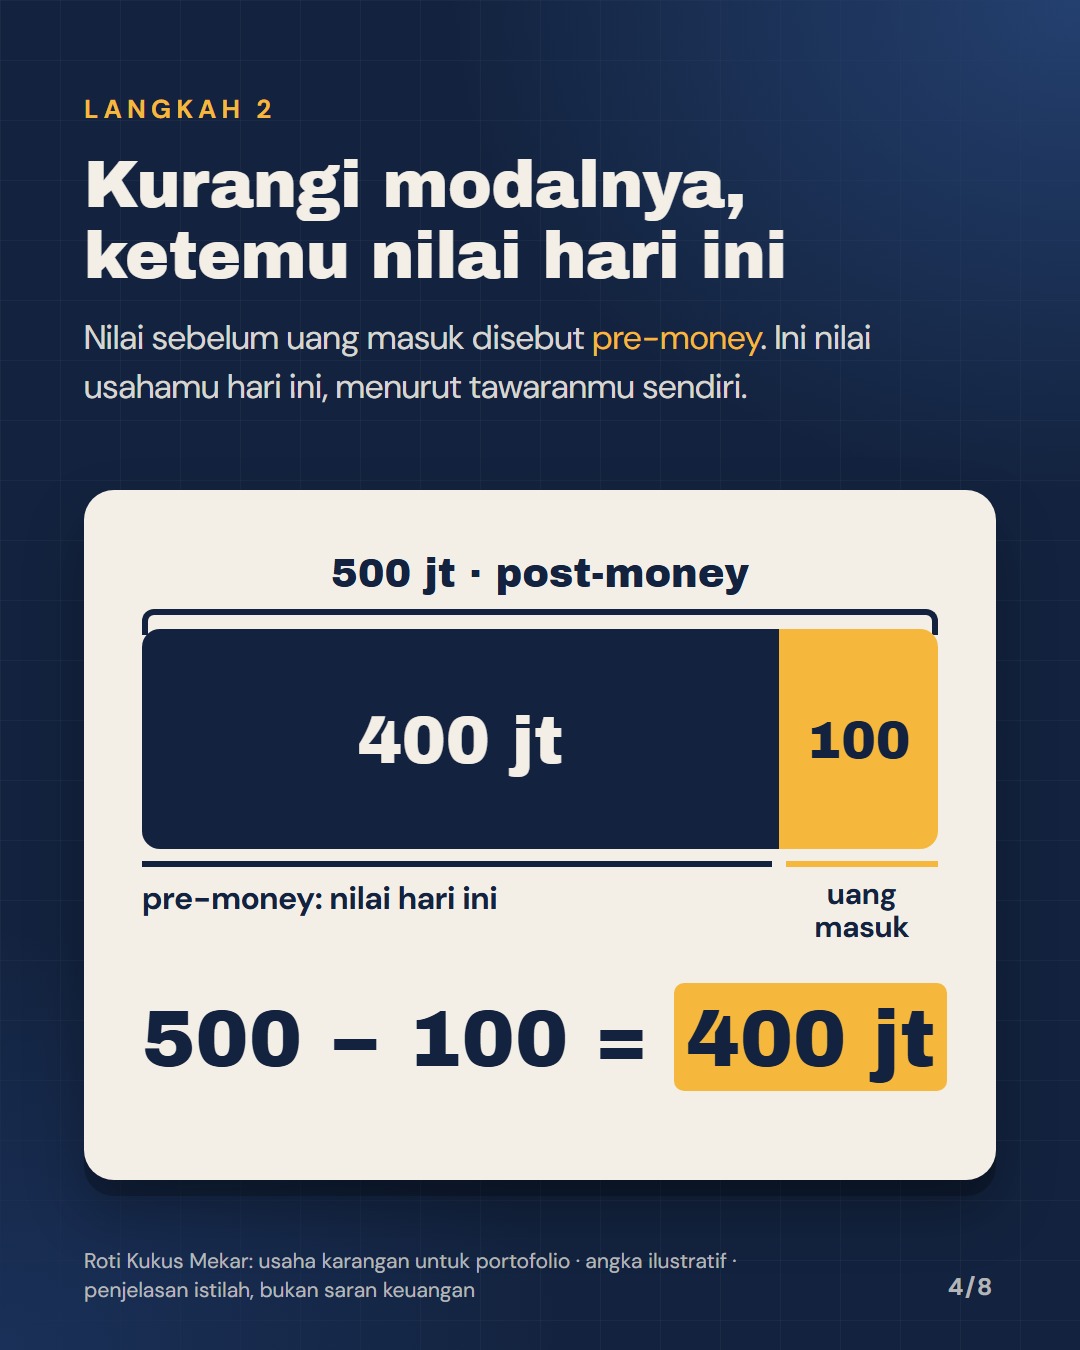 LANGKAH 2
Kurangi modalnya,
ketemu nilai hari ini
Nilai sebelum uang masuk disebut pre-money. Ini nilai
usahamu hari ini, menurut tawaranmu sendiri.
500 jt · post-money
400 jt
100
pre-money: nilai hari ini
uang
masuk
500 – 100 = 400 jt
Roti Kukus Mekar: usaha karangan untuk portofolio · angka ilustratif ·
penjelasan istilah, bukan saran keuangan
4/8